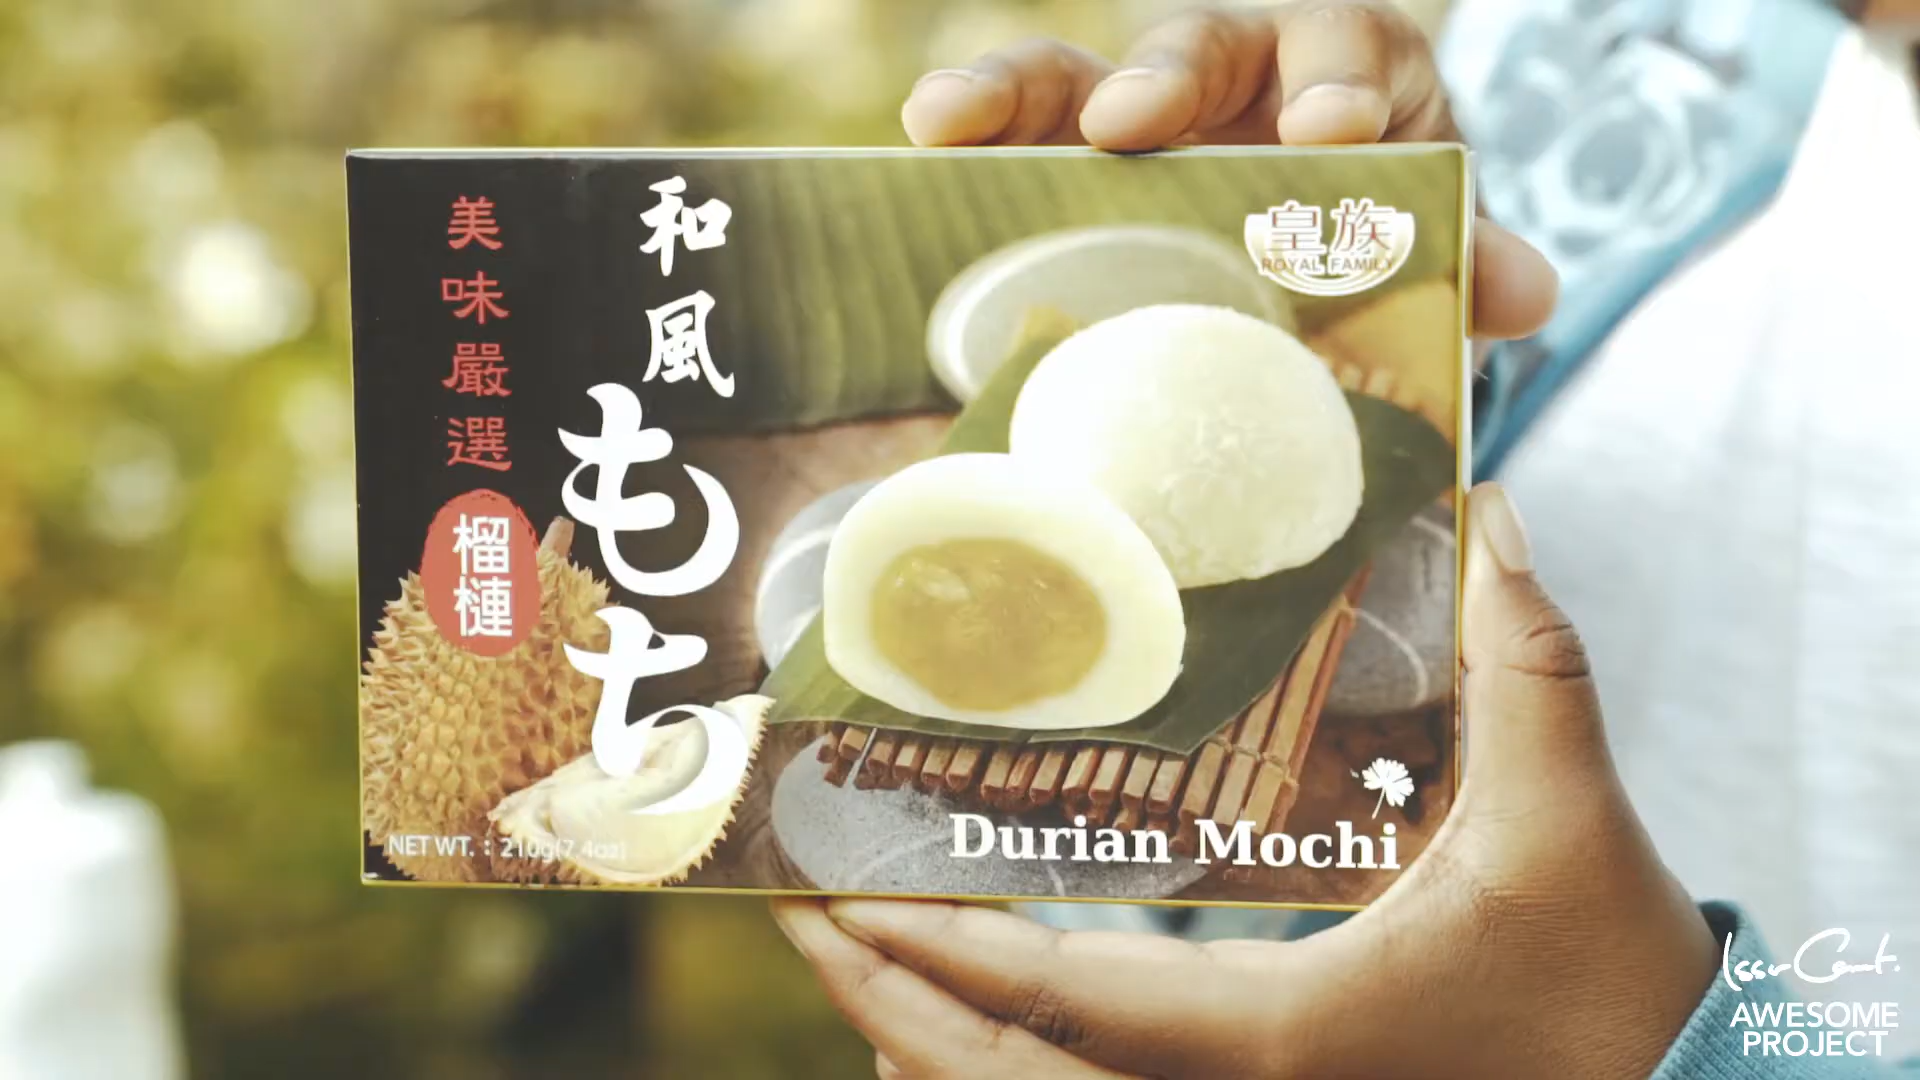 美味嚴選
榴槤
和風
もち
皇族
ROYAL FAMILY
NET WT.：210g(7.4oz)
Durian Mochi
AWESOME
PROJECT